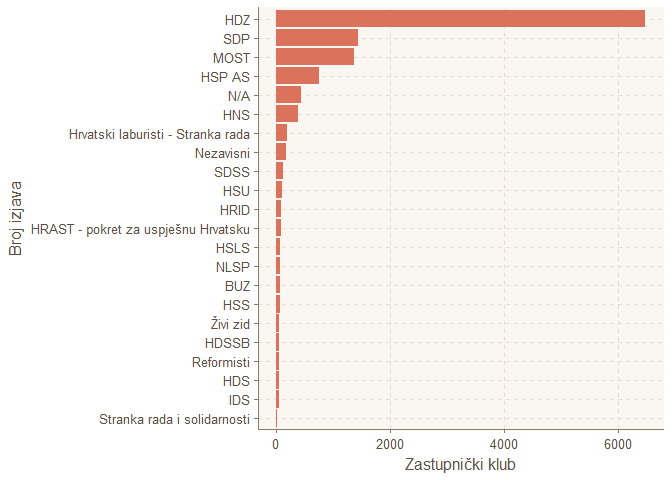 HDZ
SDP
MOST
HSP AS
N/A
HNS
Hrvatski laburisti - Stranka rada
Nezavisni
SDSS
HSU
HRID
HRAST - pokret za uspješnu Hrvatsku
HSLS
NLSP
BUZ
HSS
Živi zid
HDSSB
Reformisti
HDS
IDS
Stranka rada i solidarnosti
Broj izjava
0 2000 4000 6000
Zastupnički klub